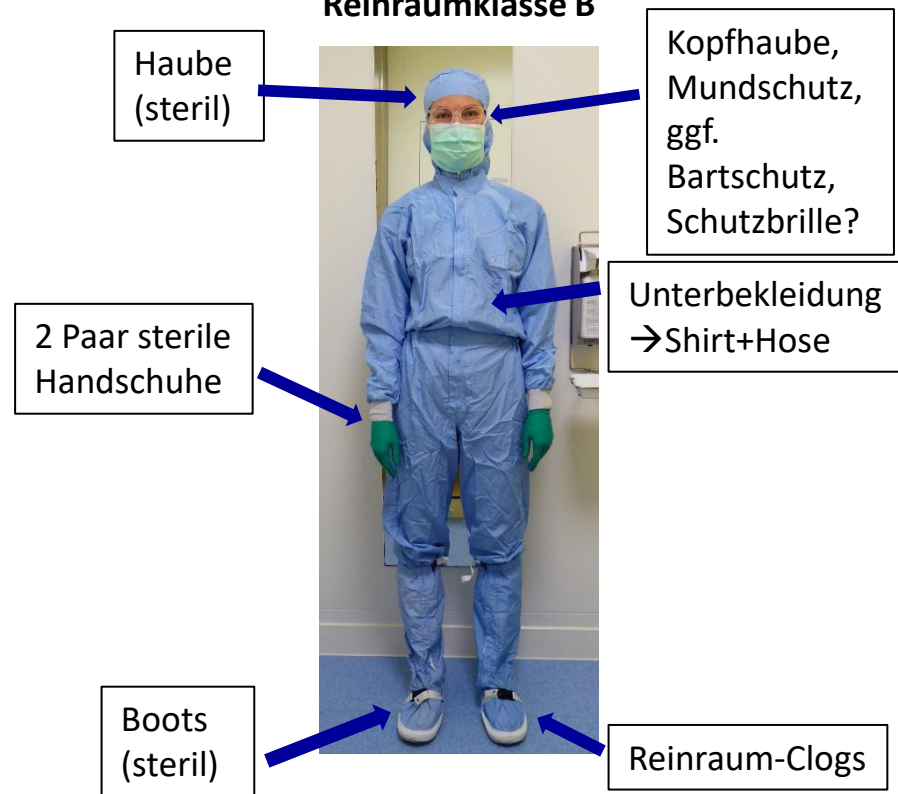 Reinraumklasse B
Haube
(steril)
Kopfhaube,
Mundschutz,
ggf.
Bartschutz,
Schutzbrille?
Unterbekleidung
→Shirt+Hose
2 Paar sterile
Handschuhe
Boots
(steril)
Reinraum-Clogs